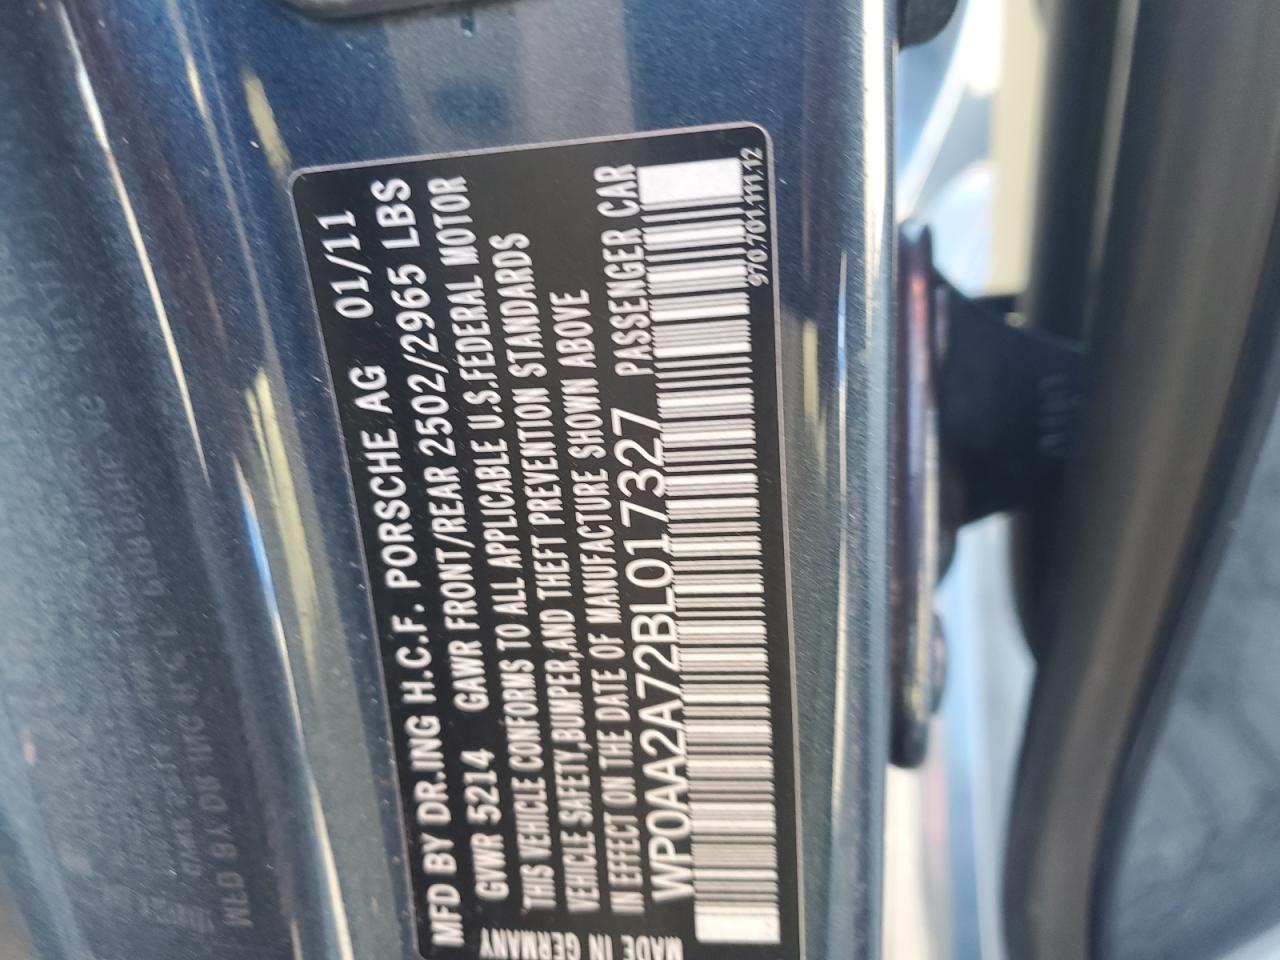 MFD BY DR.ING H.C.F. PORSCHE AG 01/11
GVWR 5214 GAWR FRONT/REAR 2502/2965 LBS
THIS VEHICLE CONFORMS TO ALL APPLICABLE U.S.FEDERAL MOTOR
VEHICLE SAFETY,BUMPER,AND THEFT PREVENTION STANDARDS
IN EFFECT ON THE DATE OF MANUFACTURE SHOWN ABOVE
WP0AA2A72BL017327 PASSENGER CAR
MADE IN GERMANY
970.701.111.12